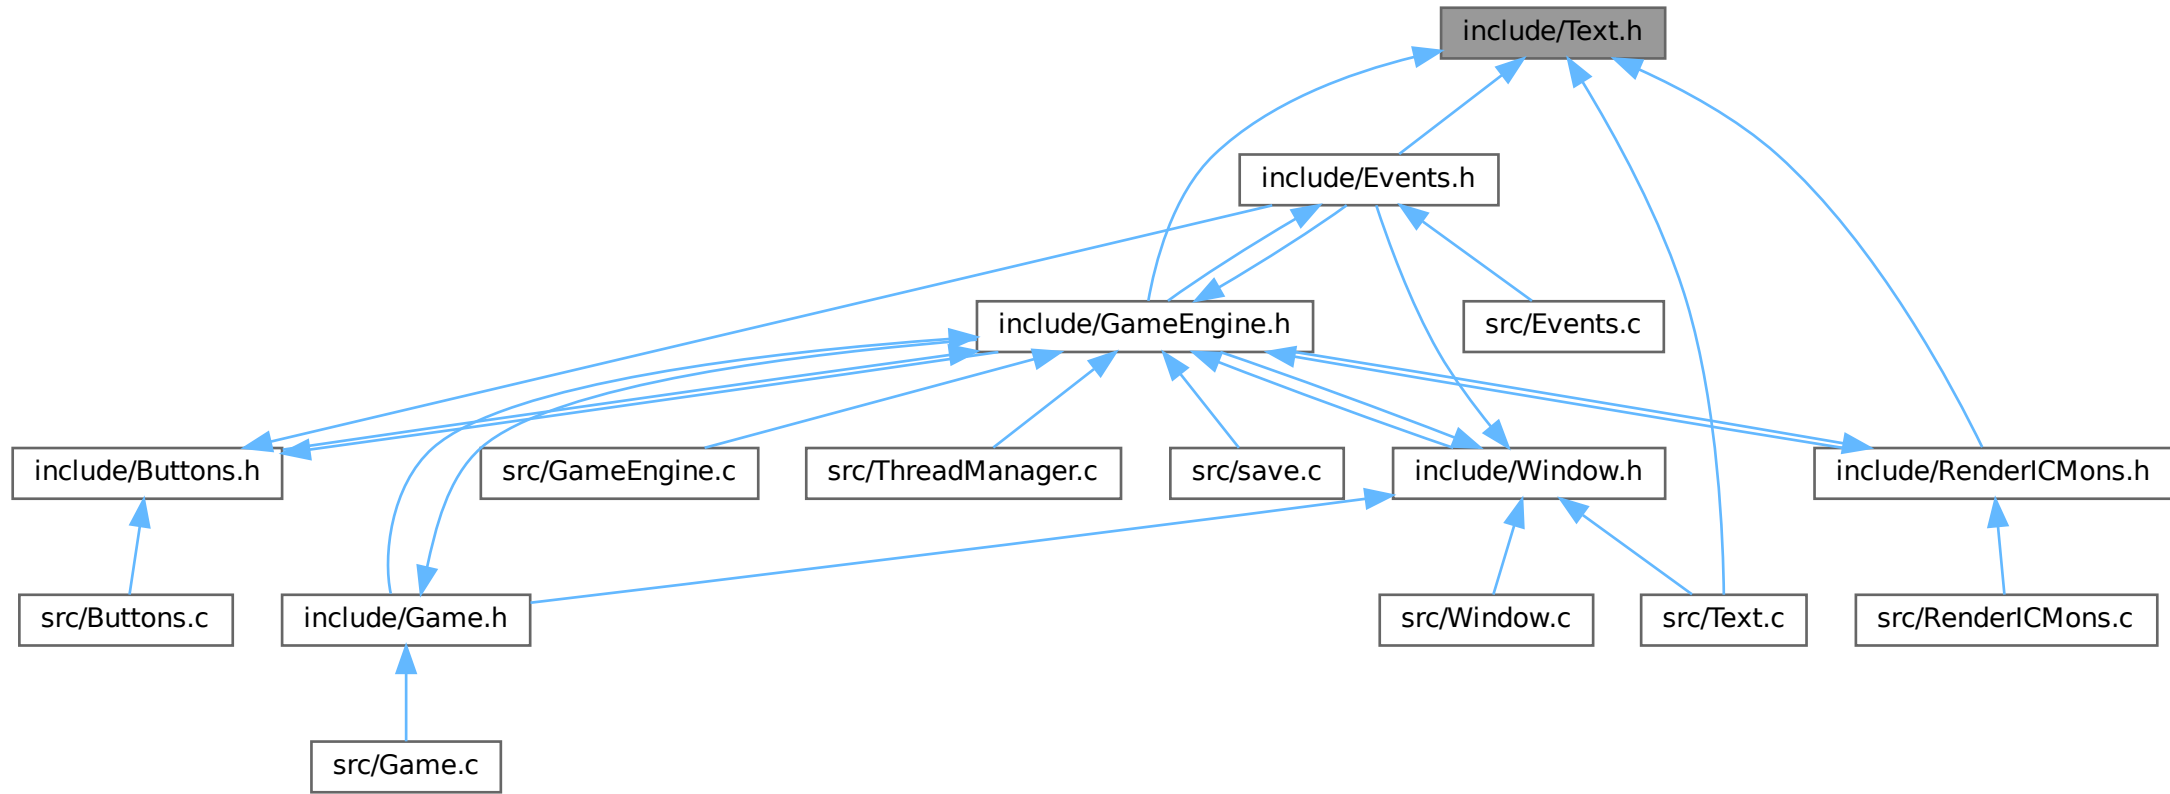 include/Text.h
include/Events.h
include/GameEngine.h
src/Events.c
include/Buttons.h
src/GameEngine.c
src/ThreadManager.c
src/save.c
include/Window.h
include/RenderICMons.h
src/Buttons.c
include/Game.h
src/Window.c
src/Text.c
src/RenderICMons.c
src/Game.c